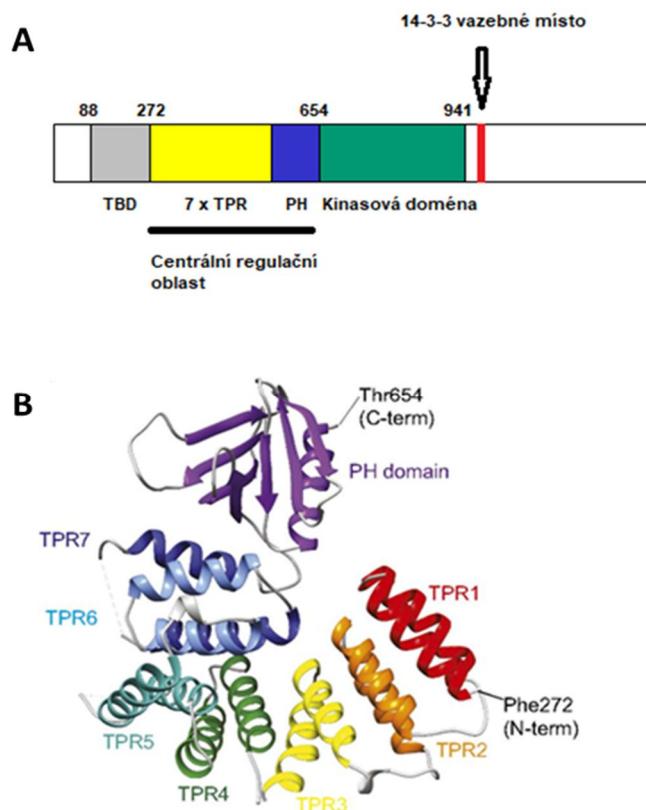 14-3-3 vazebné místo
A
88 272 654 941
TBD 7 x TPR PH Kinasová doména
Centrální regulační
oblast
B
Thr654
(C-term)
PH domain
TPR7
TPR6
TPR1
Phe272
(N-term)
TPR5
TPR2
TPR4
TPR3